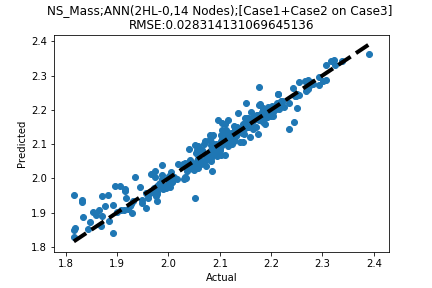 NS_Mass;ANN(2HL-0,14 Nodes);[Case1+Case2 on Case3]
RMSE:0.028314131069645136
2.4
2.3
2.2
2.1
2.0
1.9
1.8
Predicted
1.8 1.9 2.0 2.1 2.2 2.3 2.4
Actual